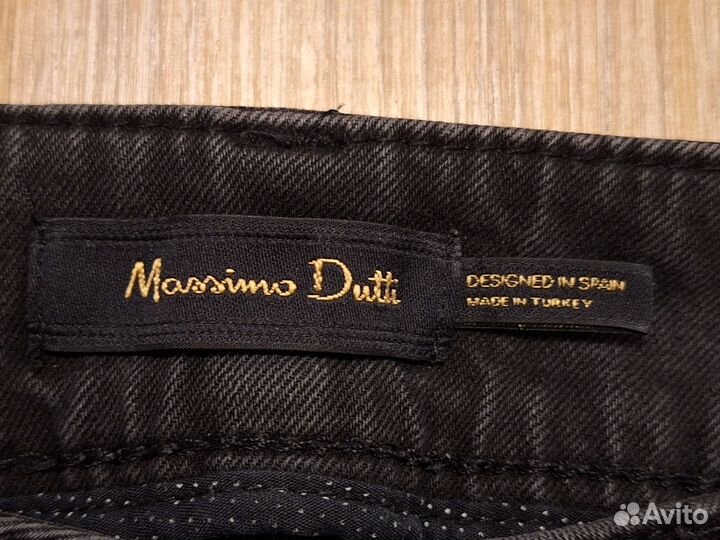 Massimo Dutti
DESIGNED IN SPAIN
MADE IN TURKEY
Avito